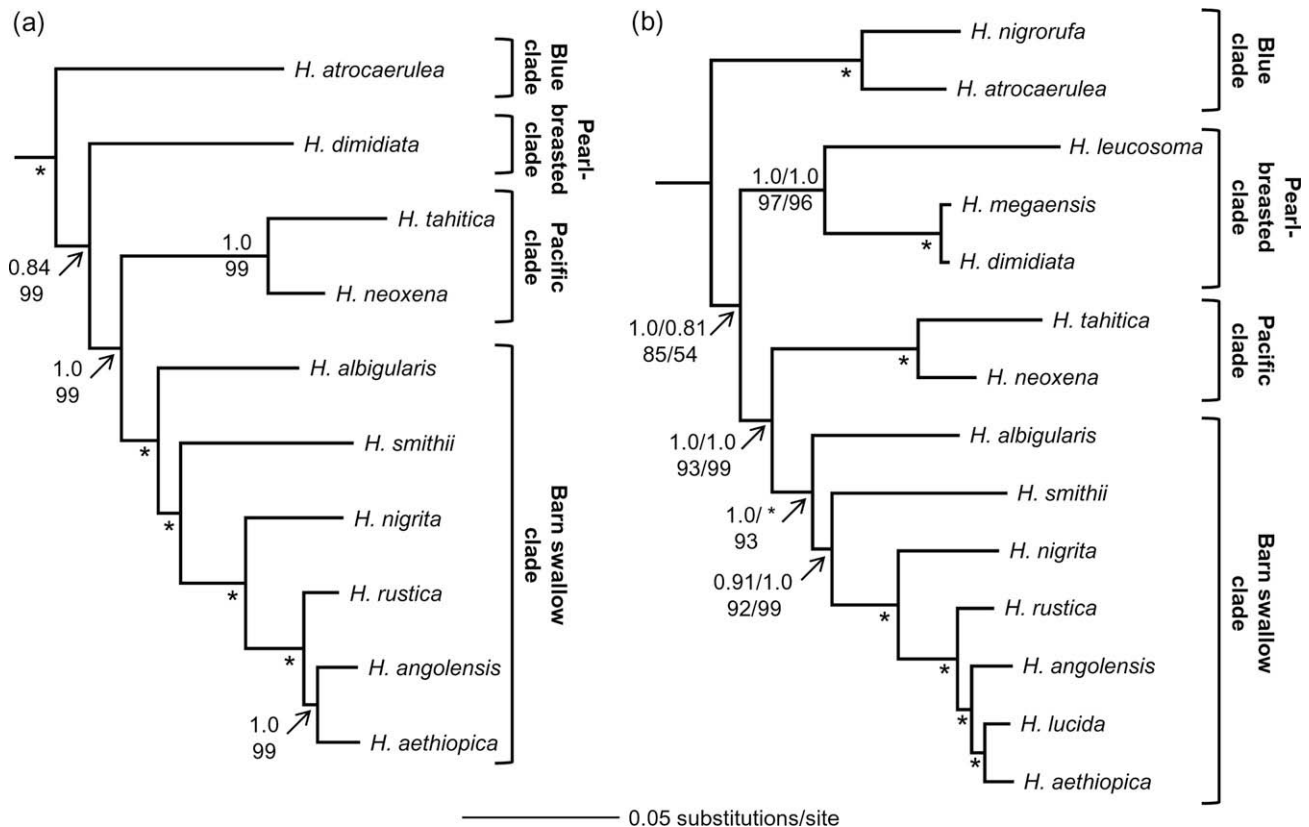 (a)
H. atrocaerulea
H. dimidiata
H. tahitica
H. neoxena
H. albigularis
H. smithii
H. nigrita
H. rustica
H. angolensis
H. aethiopica
*
0.84
99
1.0
99
1.0
99
*
*
*
*
1.0
99
Blue
clade
Pearl-
breasted
clade
Pacific
clade
Barn swallow
clade
(b)
H. nigrorufa
H. atrocaerulea
H. leucosoma
H. megaensis
H. dimidiata
H. tahitica
H. neoxena
H. albigularis
H. smithii
H. nigrita
H. rustica
H. angolensis
H. lucida
H. aethiopica
*
1.0/1.0
97/96
*
1.0/0.81
85/54
*
1.0/1.0
93/99
1.0/ *
93
0.91/1.0
92/99
*
*
*
*
Blue
clade
Pearl-
breasted
clade
Pacific
clade
Barn swallow
clade
0.05 substitutions/site